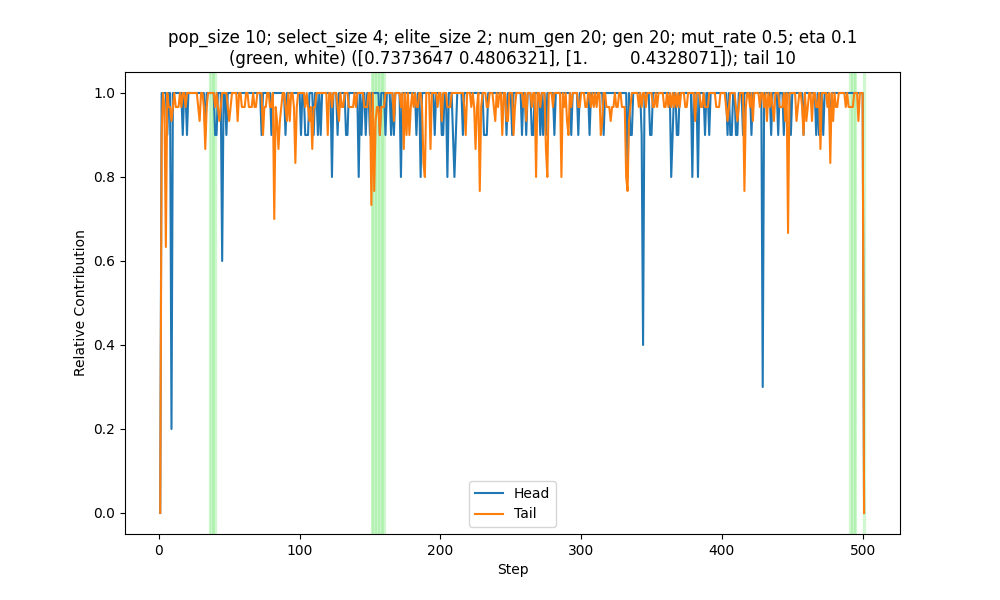 pop_size 10; select_size 4; elite_size 2; num_gen 20; gen 20; mut_rate 0.5; eta 0.1
(green, white) ([0.7373647 0.4806321], [1.         0.4328071]); tail 10
1.0
0.8
0.6
0.4
0.2
0.0
Relative Contribution
Head
Tail
0
100
200
300
400
500
Step